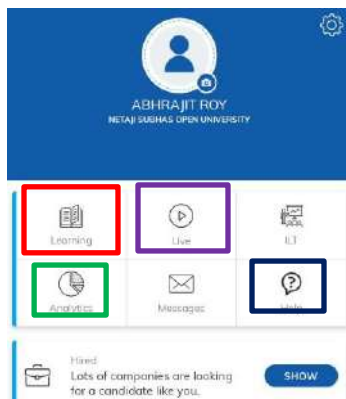 ABHRAJIT ROY
NETAJI SUBHAS OPEN UNIVERSITY
Learning
Live
ILT
Analytics
Messages
Help
Hired
Lots of companies are looking
for a candidate like you.
SHOW